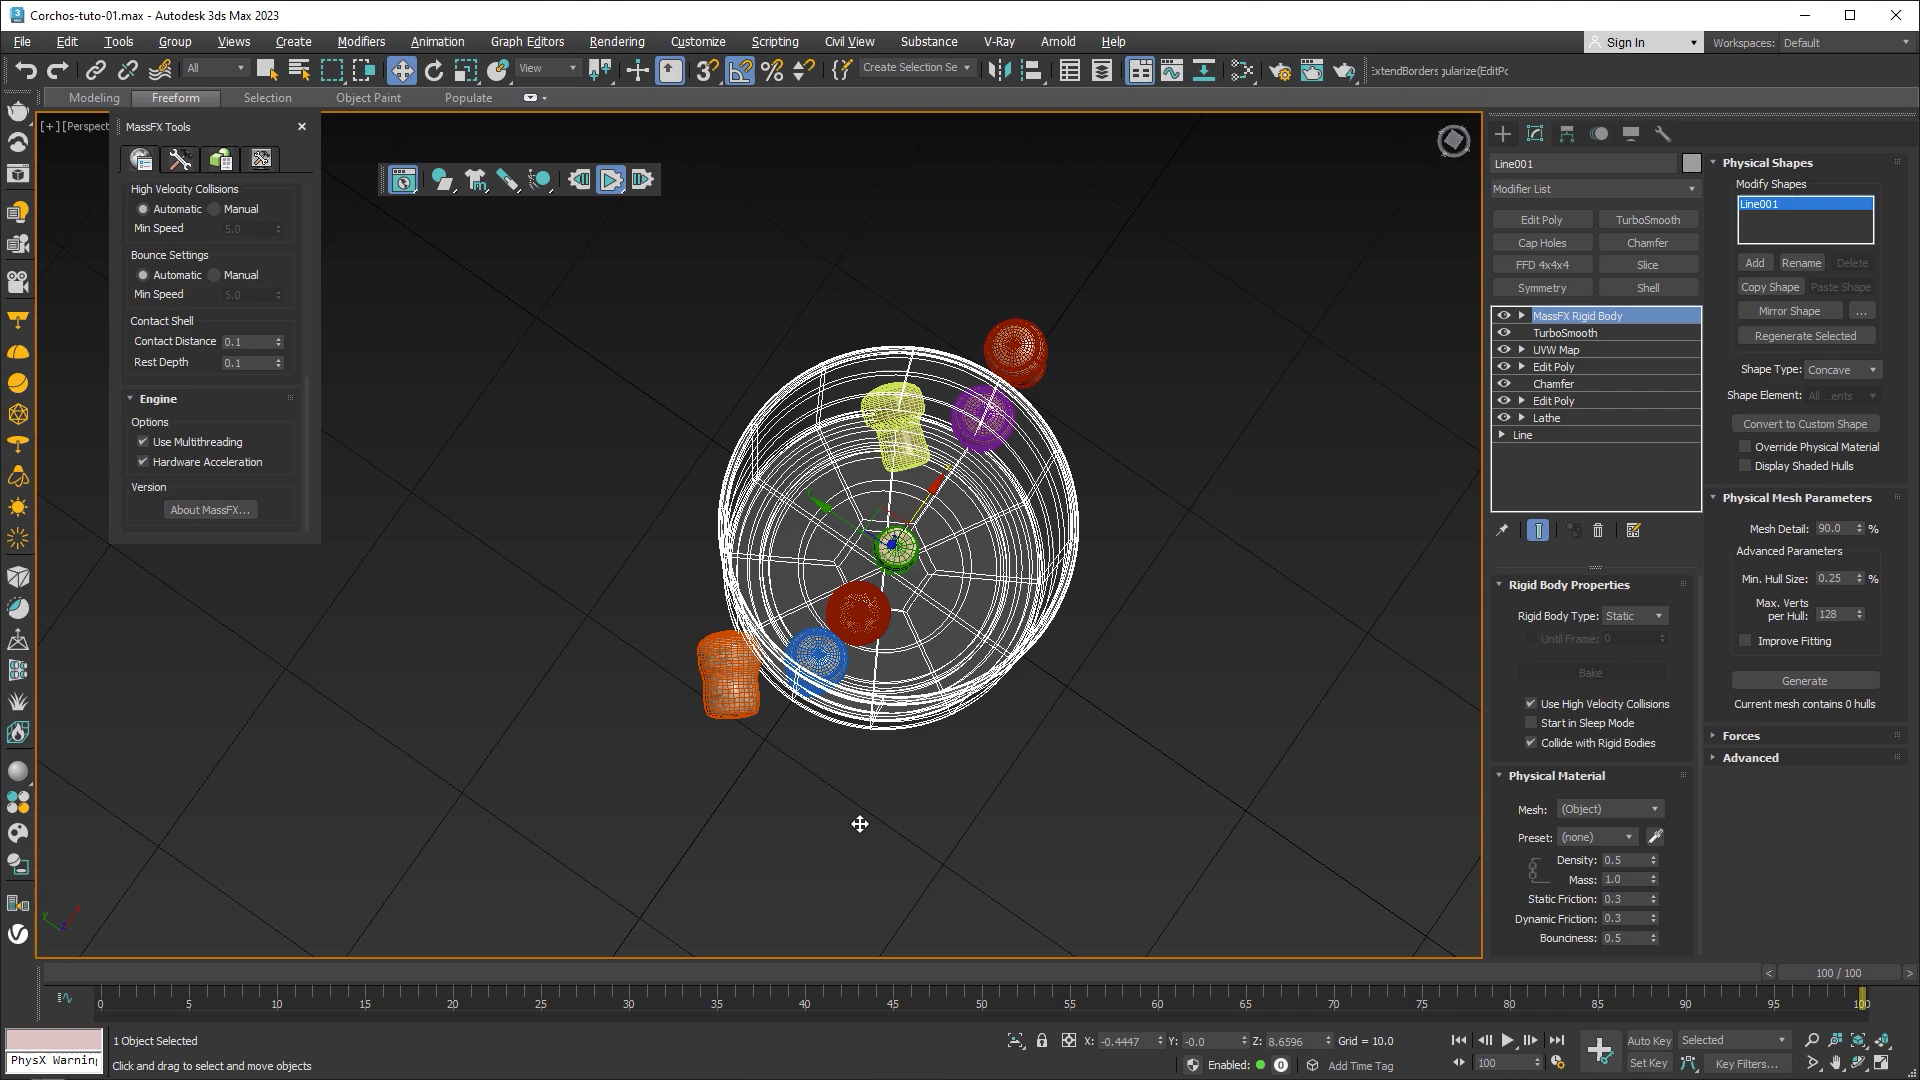 Corchos-tuto-01.max - Autodesk 3ds Max 2023
File Edit Tools Group Views Create Modifiers Animation Graph Editors Rendering Customize Scripting Civil View Substance V-Ray Arnold Help
Sign In
Workspaces: Default
All
View
Create Selection Se
ExtendBorders
gularize(EditPo
Modeling Freeform Selection Object Paint Populate
[+][Perspect
MassFX Tools
High Velocity Collisions
Automatic Manual
Min Speed 5.0
Bounce Settings
Automatic Manual
Min Speed 5.0
Contact Shell
Contact Distance 0.1
Rest Depth 0.1
Engine
Options
Use Multithreading
Hardware Acceleration
Version
About MassFX...
Line001
Modifier List
Edit Poly TurboSmooth
Cap Holes Chamfer
FFD 4x4x4 Slice
Symmetry Shell
MassFX Rigid Body
TurboSmooth
UVW Map
Edit Poly
Chamfer
Edit Poly
Lathe
Line
Rigid Body Properties
Rigid Body Type: Static
Until Frame: 0
Bake
Use High Velocity Collisions
Start in Sleep Mode
Collide with Rigid Bodies
Physical Material
Mesh: (Object)
Preset: (none)
Density: 0.5
Mass: 1.0
Static Friction: 0.3
Dynamic Friction: 0.3
Bounciness: 0.5
Physical Shapes
Modify Shapes
Line001
Add Rename Delete
Copy Shape Paste Shape
Mirror Shape ...
Regenerate Selected
Shape Type: Concave
Shape Element: All ...ents
Convert to Custom Shape
Override Physical Material
Display Shaded Hulls
Physical Mesh Parameters
Mesh Detail: 90.0 %
Advanced Parameters
Min. Hull Size: 0.25 %
Max. Verts
per Hull: 128
Improve Fitting
Generate
Current mesh contains 0 hulls
Forces
Advanced
< 100 / 100 >
0 5 10 15 20 25 30 35 40 45 50 55 60 65 70 75 80 85 90 95 100
PhysX Warning
1 Object Selected
Click and drag to select and move objects
X: -0.4447 Y: -0.0 Z: 8.6596 Grid = 10.0
Enabled: 0 Add Time Tag
100
Auto Key Selected
Set Key Key Filters...